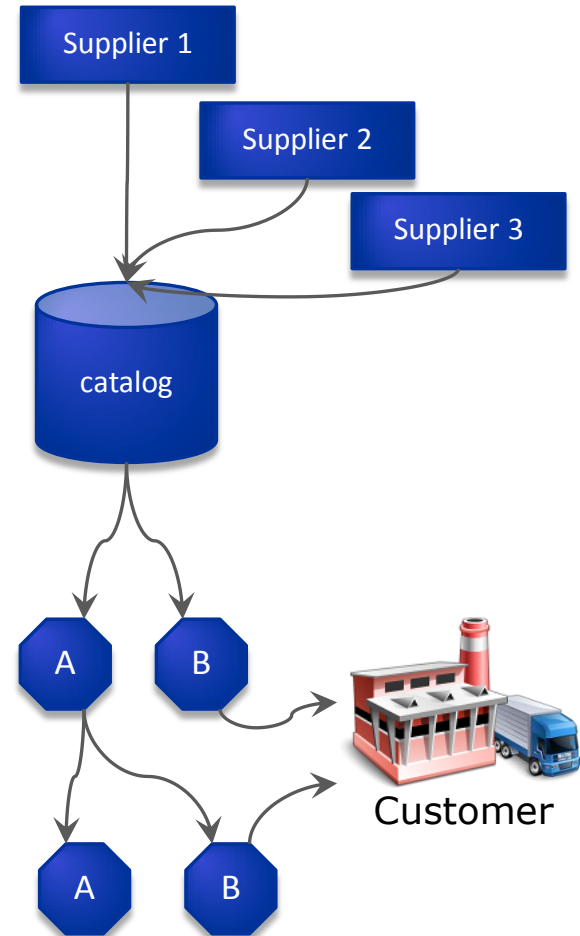 Supplier 1
Supplier 2
Supplier 3
catalog
A
B
Customer
A
B